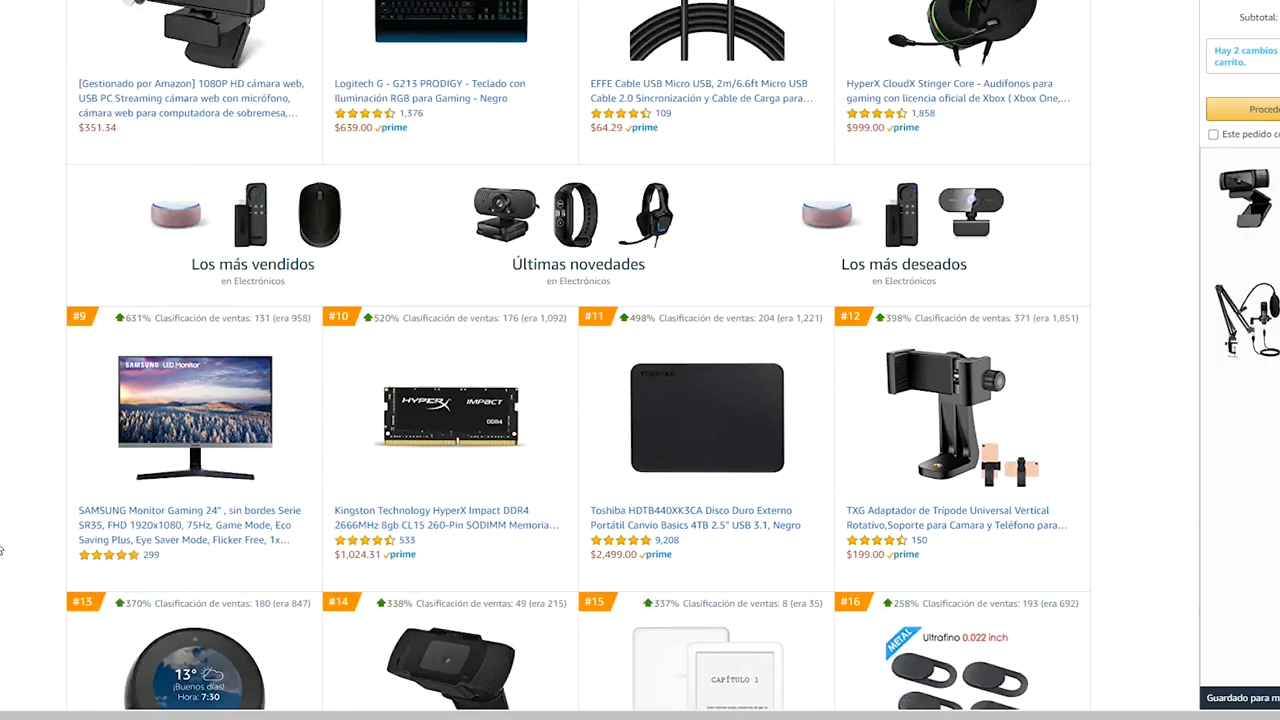 Subtotal:
Hay 2 cambios
carrito.
Proced
Este pedido co
[Gestionado por Amazon] 1080P HD cámara web,
USB PC Streaming cámara web con micrófono,
cámara web para computadora de sobremesa,...
$351.34
Logitech G - G213 PRODIGY - Teclado con
Iluminación RGB para Gaming - Negro
1,376
$639.00 prime
EFFE Cable USB Micro USB, 2m/6.6ft Micro USB
Cable 2.0 Sincronización y Cable de Carga para...
109
$64.29 prime
HyperX CloudX Stinger Core - Audífonos para
gaming con licencia oficial de Xbox ( Xbox One,...
1,858
$999.00 prime
Los más vendidos
en Electrónicos
Últimas novedades
en Electrónicos
Los más deseados
en Electrónicos
#9 631% Clasificación de ventas: 131 (era 958)
SAMSUNG LED Monitor
SAMSUNG Monitor Gaming 24" , sin bordes Serie
SR35, FHD 1920x1080, 75Hz, Game Mode, Eco
Saving Plus, Eye Saver Mode, Flicker Free, 1x...
299
#10 520% Clasificación de ventas: 176 (era 1,092)
HYPERX IMPACT
DDR4
Kingston Technology HyperX Impact DDR4
2666MHz 8gb CL15 260-Pin SODIMM Memoria...
533
$1,024.31 prime
#11 498% Clasificación de ventas: 204 (era 1,221)
TOSHIBA
Toshiba HDTB440XK3CA Disco Duro Externo
Portátil Canvio Basics 4TB 2.5" USB 3.1, Negro
9,208
$2,499.00 prime
#12 398% Clasificación de ventas: 371 (era 1,851)
TXG Adaptador de Trípode Universal Vertical
Rotativo,Soporte para Camara y Teléfono para...
150
$199.00 prime
#13 370% Clasificación de ventas: 180 (era 847)
13°
¡Buenos días!
Hora: 7:30
#14 338% Clasificación de ventas: 49 (era 215)
#15 337% Clasificación de ventas: 8 (era 35)
CAPÍTULO 1
#16 258% Clasificación de ventas: 193 (era 692)
METAL
Ultrafino 0.022 inch
Guardado para m